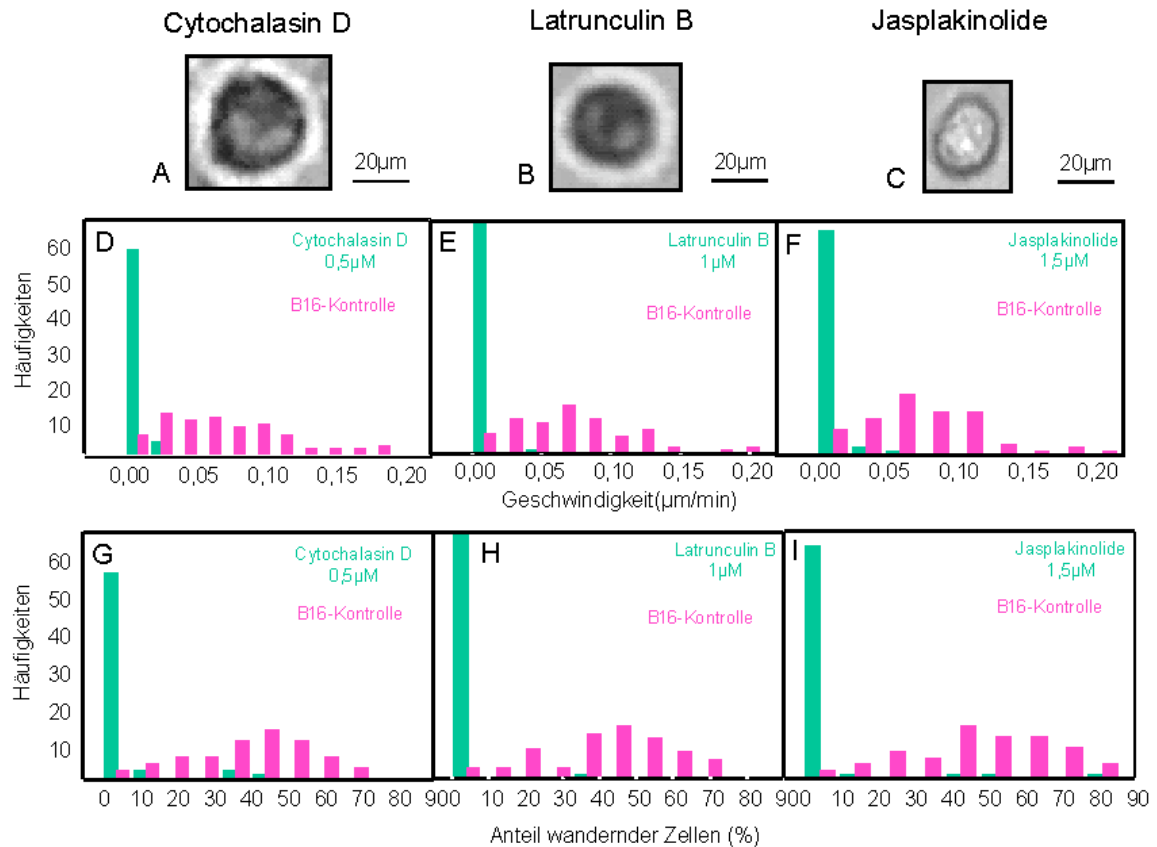 Cytochalasin D
Latrunculin B
Jasplakinolide
A
20µm
B
20µm
C
20µm
Häufigkeiten
60
50
40
30
20
10
D
Cytochalasin D
0,5µM
B16-Kontrolle
E
Latrunculin B
1µM
B16-Kontrolle
F
Jasplakinolide
1,5µM
B16-Kontrolle
0,00 0,05 0,10 0,15 0,20
0,00 0,05 0,10 0,15 0,20
0,00 0,05 0,10 0,15 0,20
Geschwindigkeit(µm/min)
Häufigkeiten
60
50
40
30
20
10
G
Cytochalasin D
0,5µM
B16-Kontrolle
H
Latrunculin B
1µM
B16-Kontrolle
I
Jasplakinolide
1,5µM
B16-Kontrolle
0 10 20 30 40 50 60 70 80 900 10 20 30 40 50 60 70 80 900 10 20 30 40 50 60 70 80 90
Anteil wandernder Zellen (%)